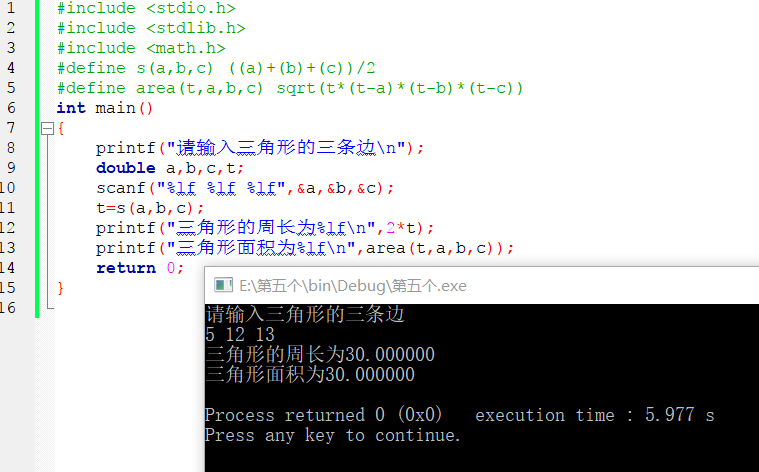 1 #include <stdio.h>
2 #include <stdlib.h>
3 #include <math.h>
4 #define s(a,b,c) ((a)+(b)+(c))/2
5 #define area(t,a,b,c) sqrt(t*(t-a)*(t-b)*(t-c))
6 int main()
7 {
8 printf("请输入三角形的三条边\n");
9 double a,b,c,t;
10 scanf("%lf %lf %lf",&a,&b,&c);
11 t=s(a,b,c);
12 printf("三角形的周长为%lf\n",2*t);
13 printf("三角形面积为%lf\n",area(t,a,b,c));
14 return 0;
15 }
16
E:\第五个\bin\Debug\第五个.exe
请输入三角形的三条边
5 12 13
三角形的周长为30.000000
三角形面积为30.000000
Process returned 0 (0x0) execution time : 5.977 s
Press any key to continue.